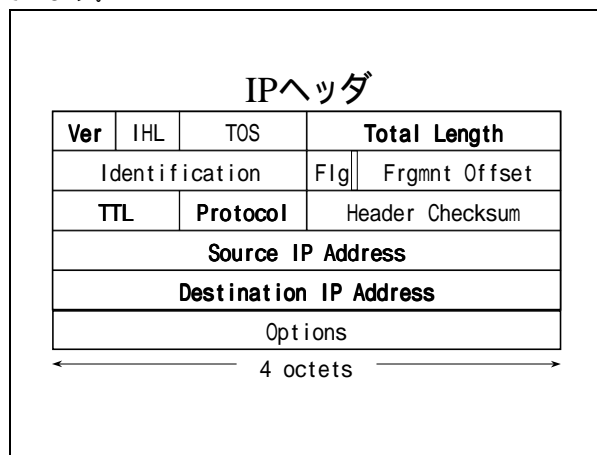 IPヘッダ
Ver IHL TOS Total Length
Identification Flg Frgmnt Offset
TTL Protocol Header Checksum
Source IP Address
Destination IP Address
Options
4 octets